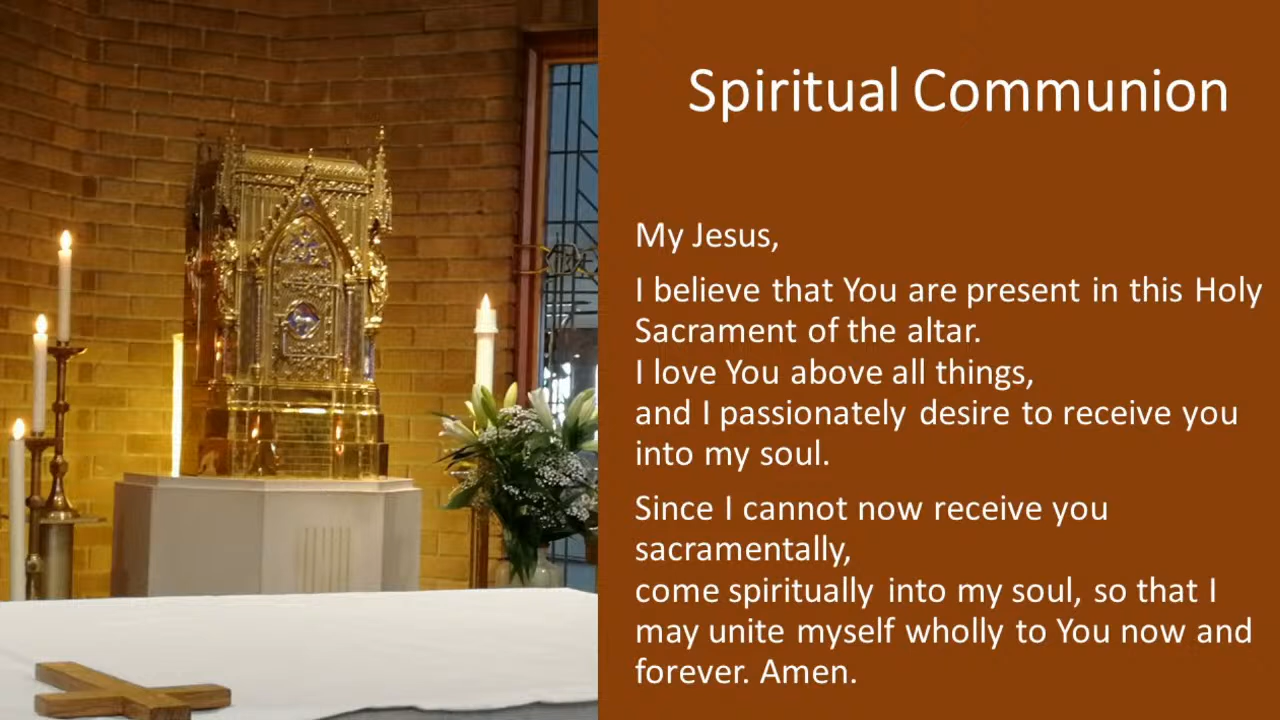 Spiritual Communion
My Jesus,
I believe that You are present in this Holy
Sacrament of the altar.
I love You above all things,
and I passionately desire to receive you
into my soul.
Since I cannot now receive you
sacramentally,
come spiritually into my soul, so that I
may unite myself wholly to You now and
forever. Amen.